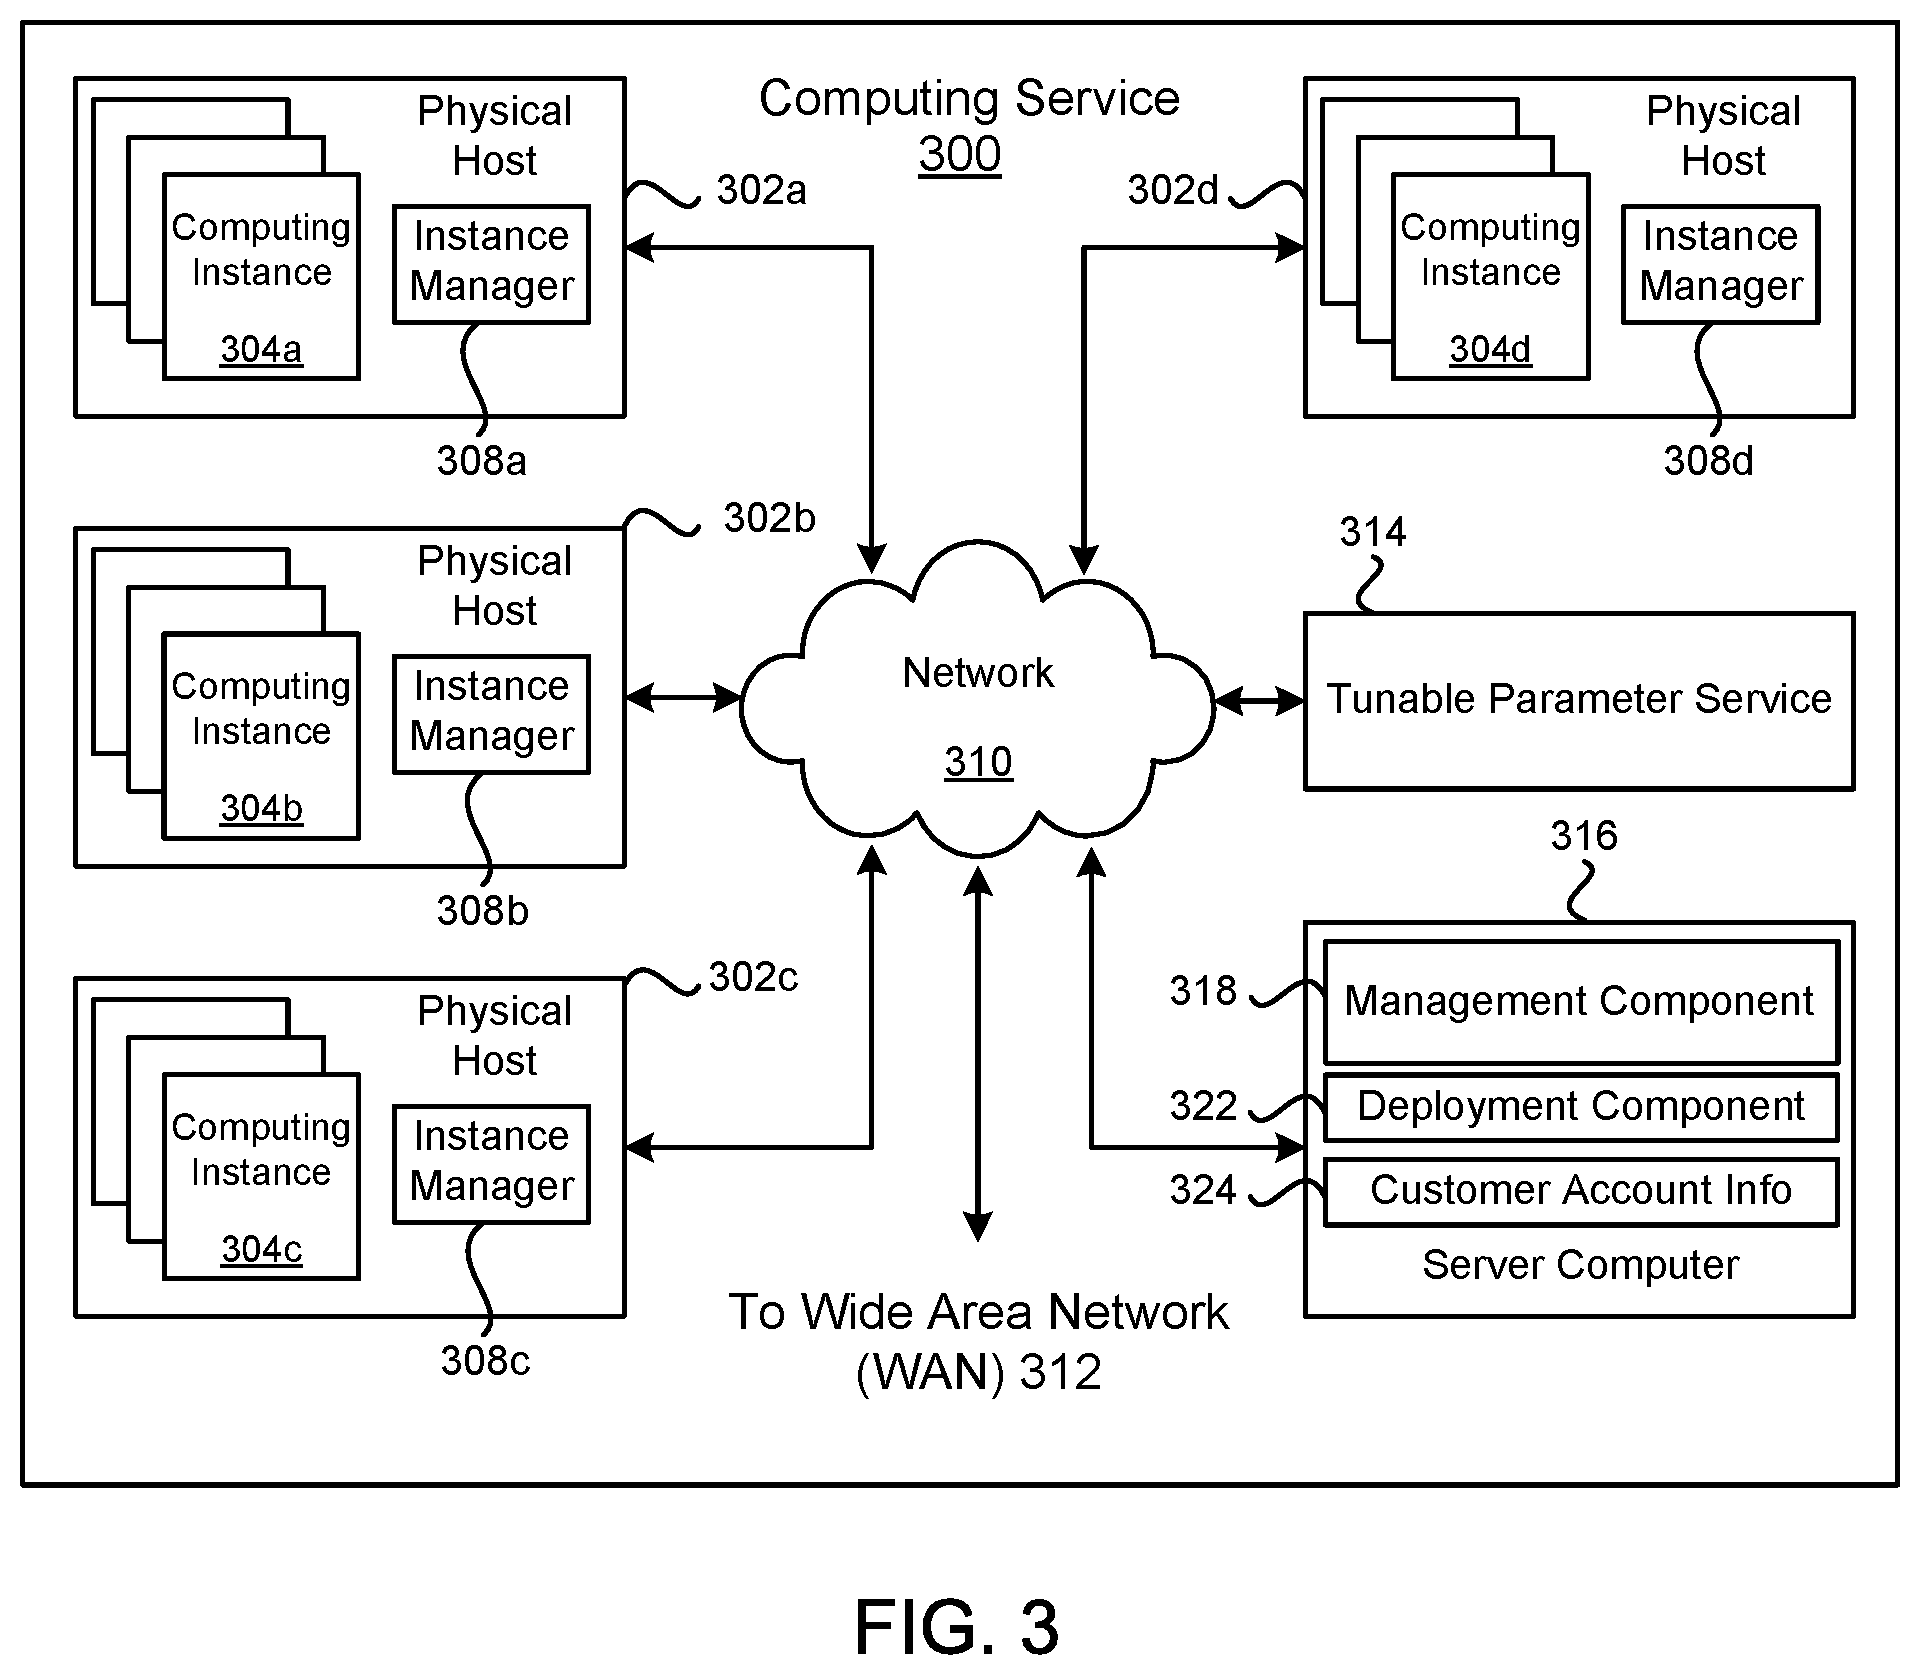 Computing Service
300
Physical
Host
302a
Computing
Instance
304a
Instance
Manager
308a
302d
Physical
Host
Computing
Instance
304d
Instance
Manager
308d
302b
Physical
Host
Computing
Instance
304b
Instance
Manager
308b
Network
310
314
Tunable Parameter Service
302c
Physical
Host
Computing
Instance
304c
Instance
Manager
308c
316
318
Management Component
322
Deployment Component
324
Customer Account Info
Server Computer
To Wide Area Network
(WAN) 312
FIG. 3